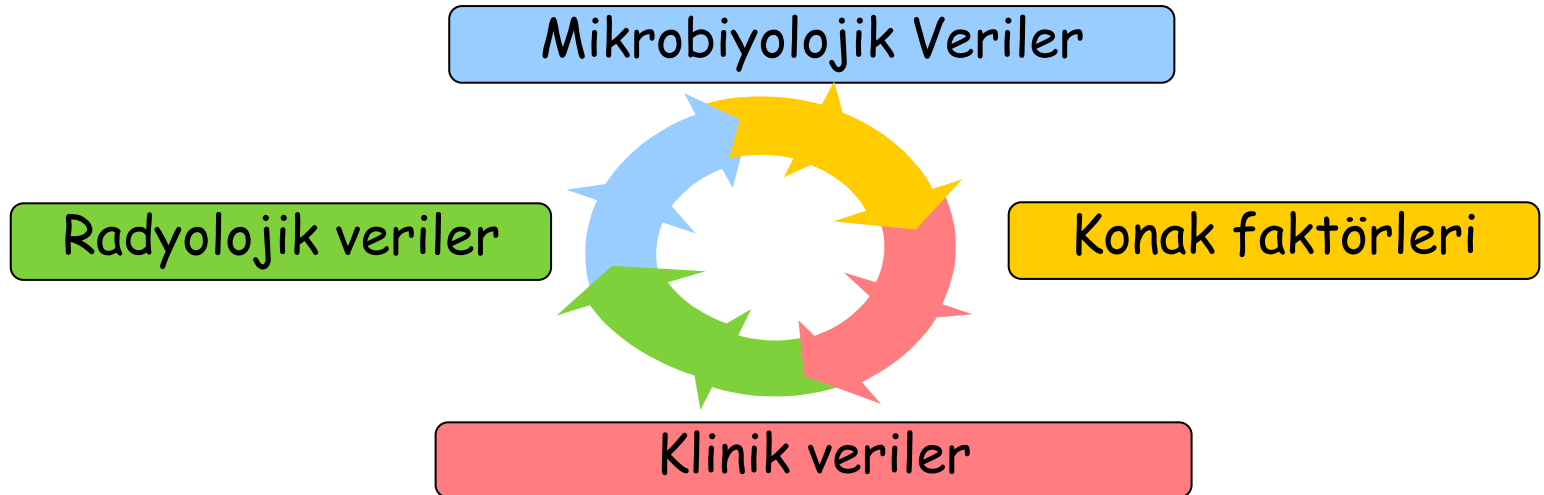 Mikrobiyolojik Veriler
Radyolojik veriler
Konak faktörleri
Klinik veriler